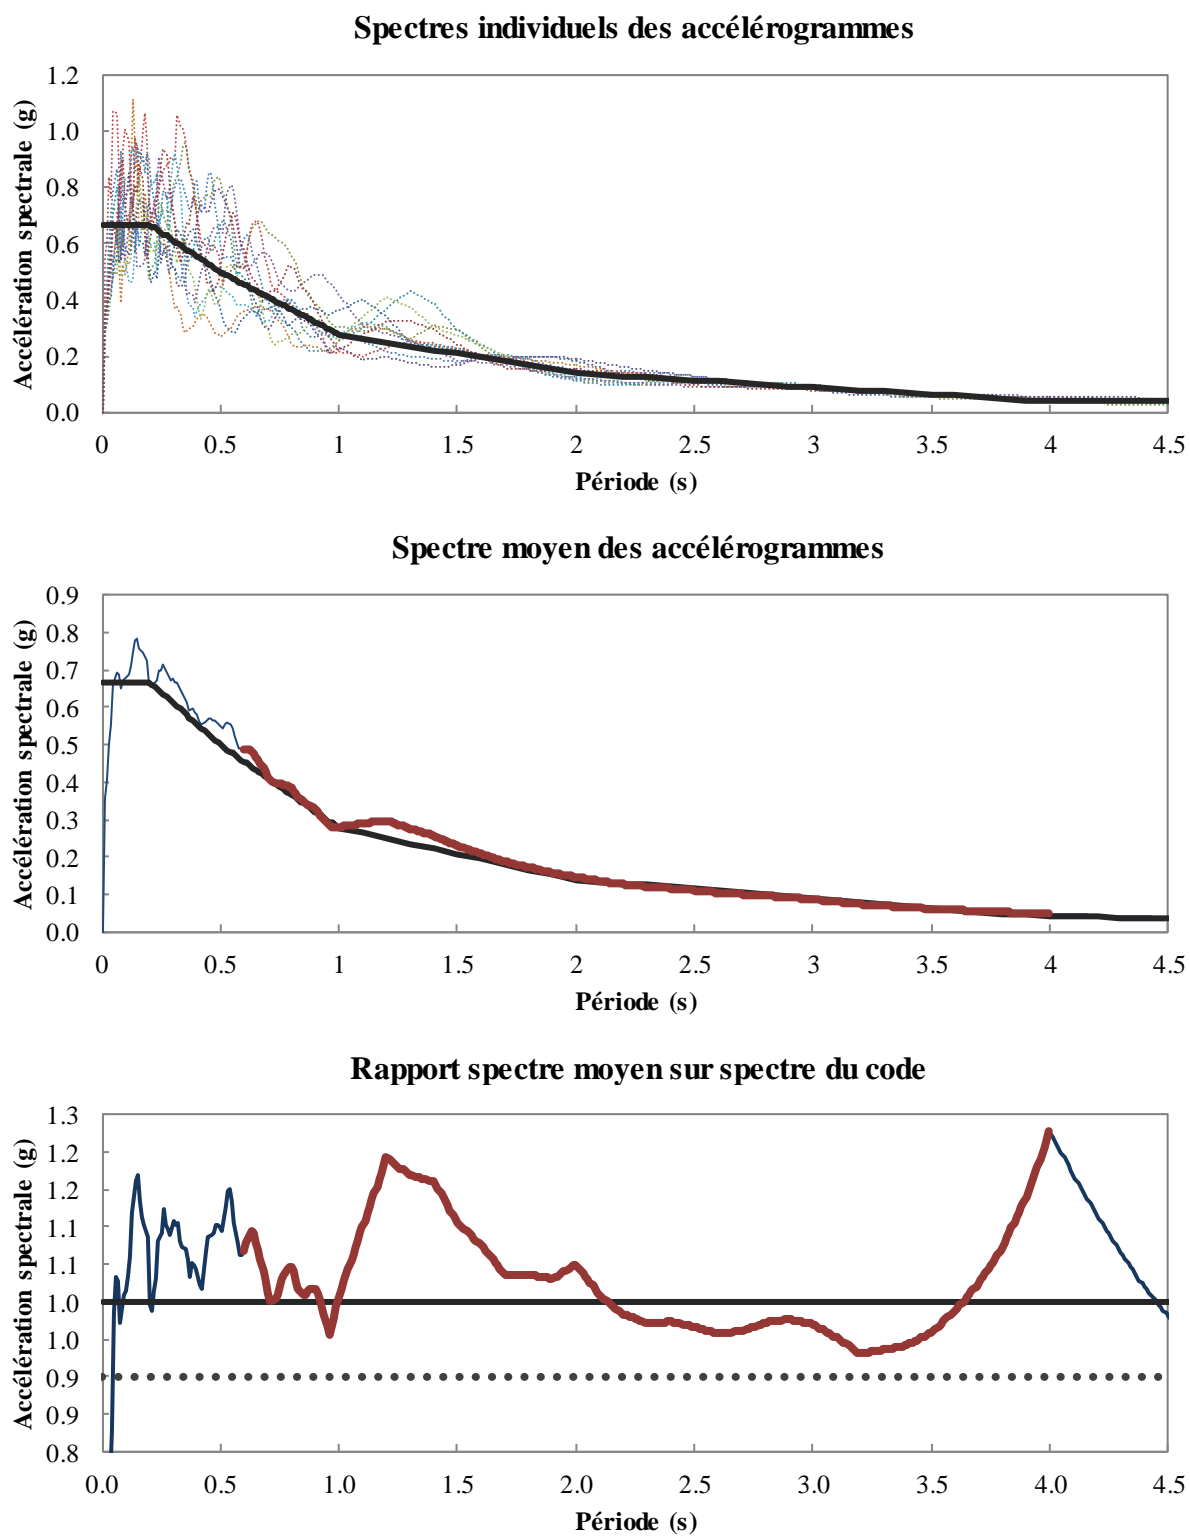 Spectres individuels des accélérogrammes
Accélération spectrale (g)
1.2
1.0
0.8
0.6
0.4
0.2
0.0
0 0.5 1 1.5 2 2.5 3 3.5 4 4.5
Période (s)
Spectre moyen des accélérogrammes
Accélération spectrale (g)
0.9
0.8
0.7
0.6
0.5
0.4
0.3
0.2
0.1
0.0
0 0.5 1 1.5 2 2.5 3 3.5 4 4.5
Période (s)
Rapport spectre moyen sur spectre du code
Accélération spectrale (g)
1.3
1.2
1.2
1.1
1.1
1.0
1.0
0.9
0.9
0.8
0.0 0.5 1.0 1.5 2.0 2.5 3.0 3.5 4.0 4.5
Période (s)